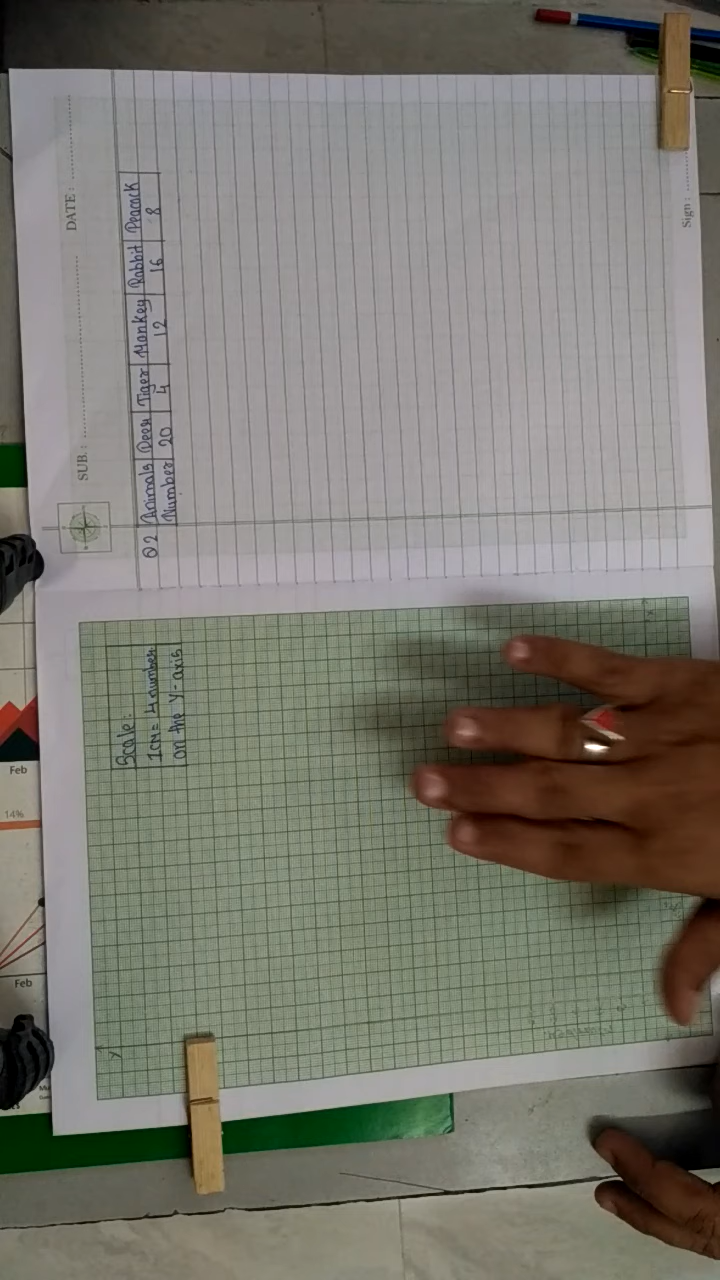 SUB. : ........................ DATE : ........................
Q2 Animals Deer Tiger Monkey Rabbit Peacock
Number 20 4 12 16 8
Sign : ........
Scale:
1cm = 4 number
on the Y-axis
Y
X
Feb
14%
Feb